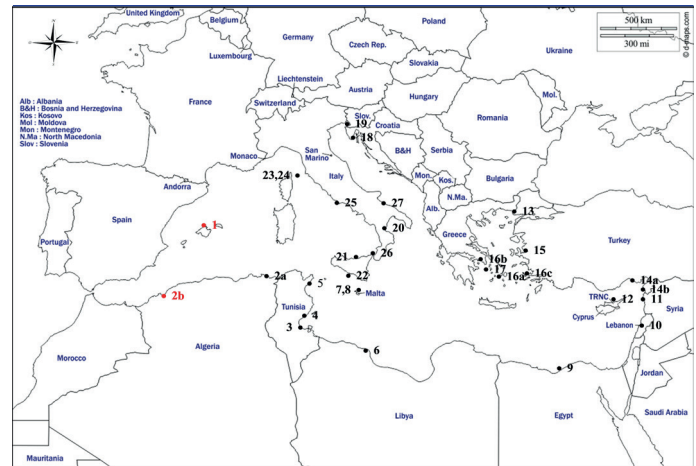 United Kingdom
Belgium
Luxembourg
Germany
Poland
Czech Rep.
Slovakia
Ukraine
500 km
300 mi
© d-maps.com
Liechtenstein
Austria
Switzerland
Hungary
Mol.
Romania
France
Alb : Albania
B&H : Bosnia and Herzegovina
Kos : Kosovo
Mol : Moldova
Mon : Montenegro
N.Ma : North Macedonia
Slov : Slovenia
Slov.
19
Croatia
18
B&H
Serbia
Monaco
San
Marino
Italy
Mon.
Kos.
Bulgaria
N.Ma.
Alb.
Andorra
23,24
25
27
13
Spain
Portugal
1
20
Greece
Turkey
15
16b
17
16a
16c
26
21
22
7,8
Malta
2a
5
2b
14a
14b
TRNC
12
11
Cyprus
Syria
Tunisia
4
3
Lebanon
10
6
9
Morocco
Algeria
Jordan
Libya
Egypt
Saudi Arabia
Mauritania